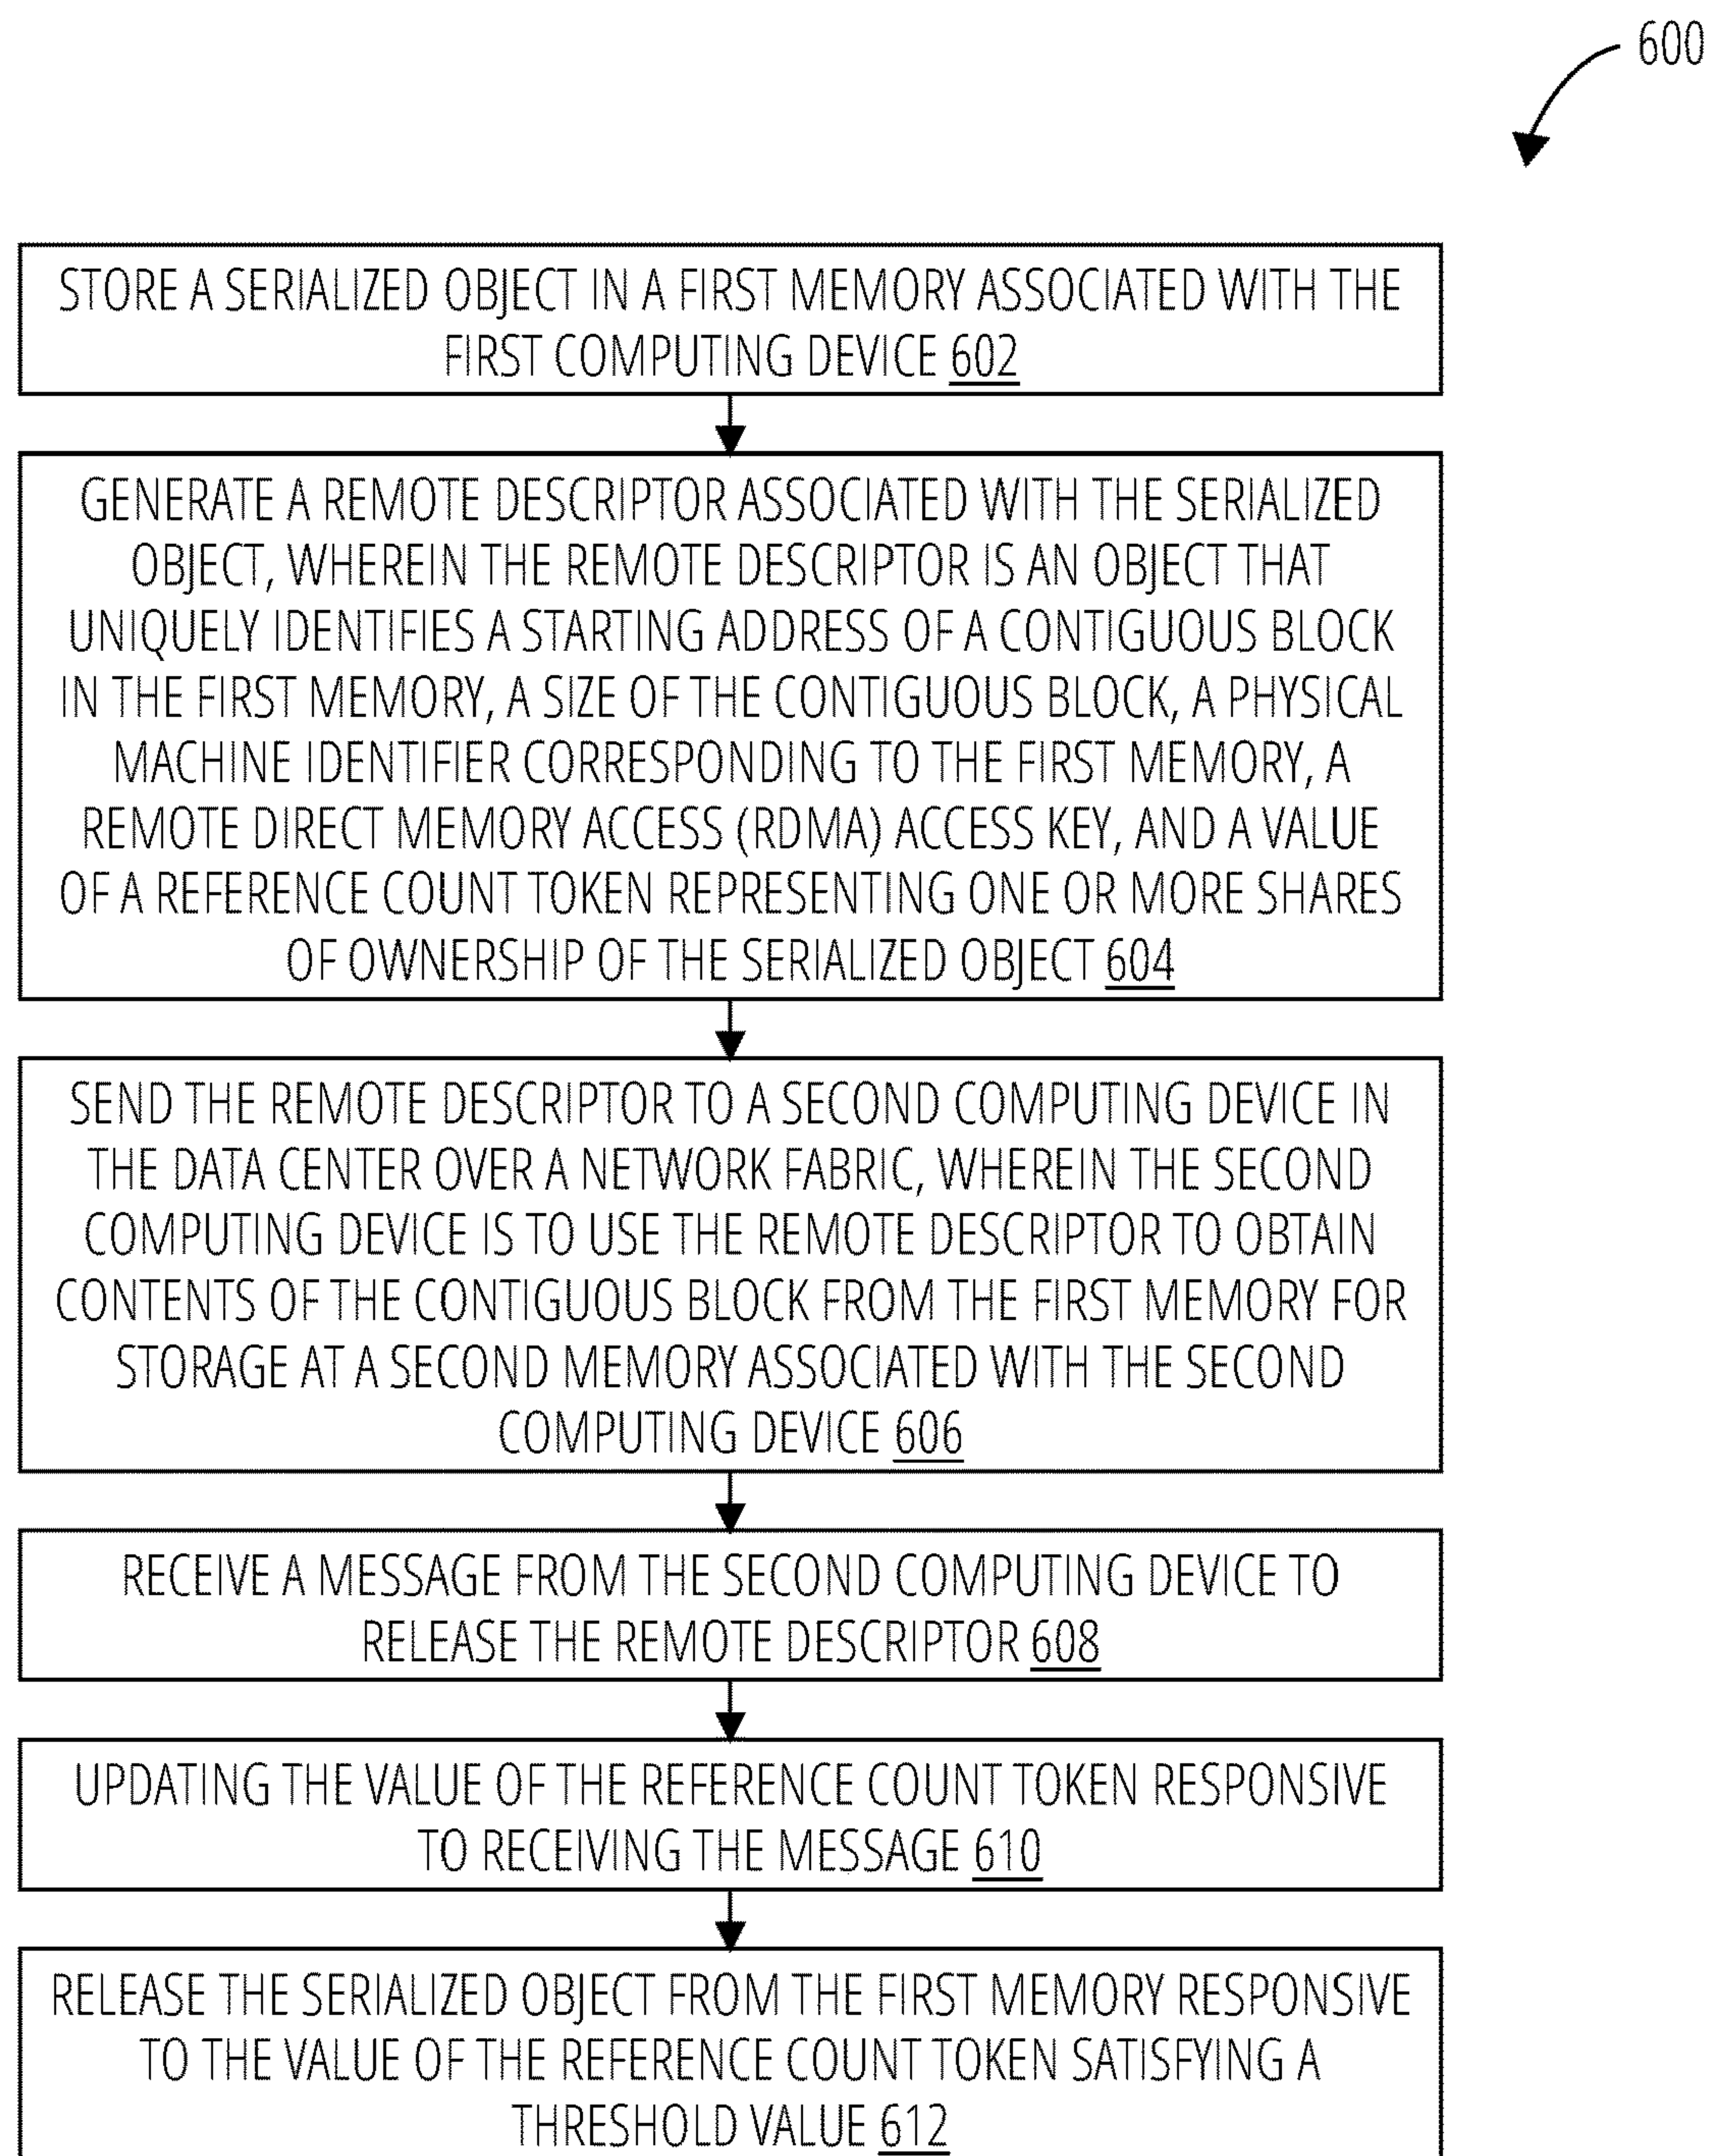 600
STORE A SERIALIZED OBJECT IN A FIRST MEMORY ASSOCIATED WITH THE
FIRST COMPUTING DEVICE 602
GENERATE A REMOTE DESCRIPTOR ASSOCIATED WITH THE SERIALIZED
OBJECT, WHEREIN THE REMOTE DESCRIPTOR IS AN OBJECT THAT
UNIQUELY IDENTIFIES A STARTING ADDRESS OF A CONTIGUOUS BLOCK
IN THE FIRST MEMORY, A SIZE OF THE CONTIGUOUS BLOCK, A PHYSICAL
MACHINE IDENTIFIER CORRESPONDING TO THE FIRST MEMORY, A
REMOTE DIRECT MEMORY ACCESS (RDMA) ACCESS KEY, AND A VALUE
OF A REFERENCE COUNT TOKEN REPRESENTING ONE OR MORE SHARES
OF OWNERSHIP OF THE SERIALIZED OBJECT 604
SEND THE REMOTE DESCRIPTOR TO A SECOND COMPUTING DEVICE IN
THE DATA CENTER OVER A NETWORK FABRIC, WHEREIN THE SECOND
COMPUTING DEVICE IS TO USE THE REMOTE DESCRIPTOR TO OBTAIN
CONTENTS OF THE CONTIGUOUS BLOCK FROM THE FIRST MEMORY FOR
STORAGE AT A SECOND MEMORY ASSOCIATED WITH THE SECOND
COMPUTING DEVICE 606
RECEIVE A MESSAGE FROM THE SECOND COMPUTING DEVICE TO
RELEASE THE REMOTE DESCRIPTOR 608
UPDATING THE VALUE OF THE REFERENCE COUNT TOKEN RESPONSIVE
TO RECEIVING THE MESSAGE 610
RELEASE THE SERIALIZED OBJECT FROM THE FIRST MEMORY RESPONSIVE
TO THE VALUE OF THE REFERENCE COUNT TOKEN SATISFYING A
THRESHOLD VALUE 612